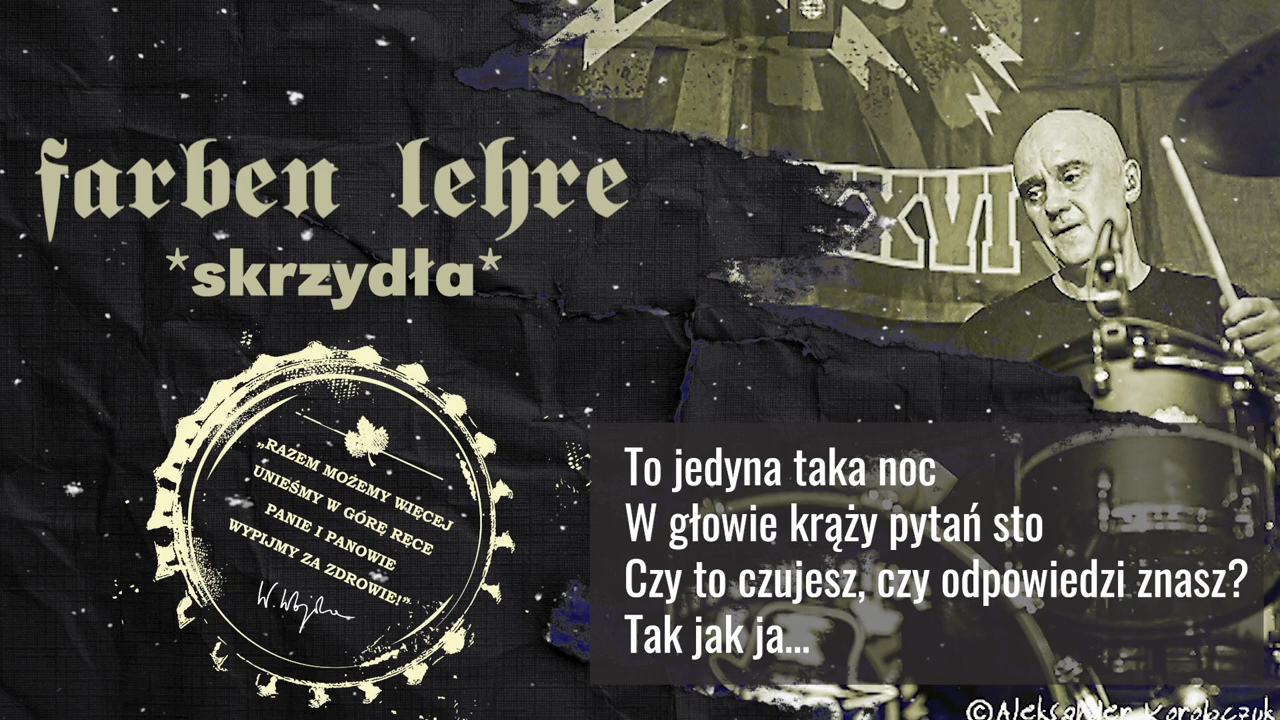 farben lehre
*skrzydła*
XXVI
„RAZEM MOŻEMY WIĘCEJ
UNIEŚMY W GÓRĘ RĘCE
PANIE I PANOWIE
WYPIJMY ZA ZDROWIE!”
To jedyna taka noc
W głowie krąży pytań sto
Czy to czujesz, czy odpowiedzi znasz?
Tak jak ja...
©Aleksander Korobczuk